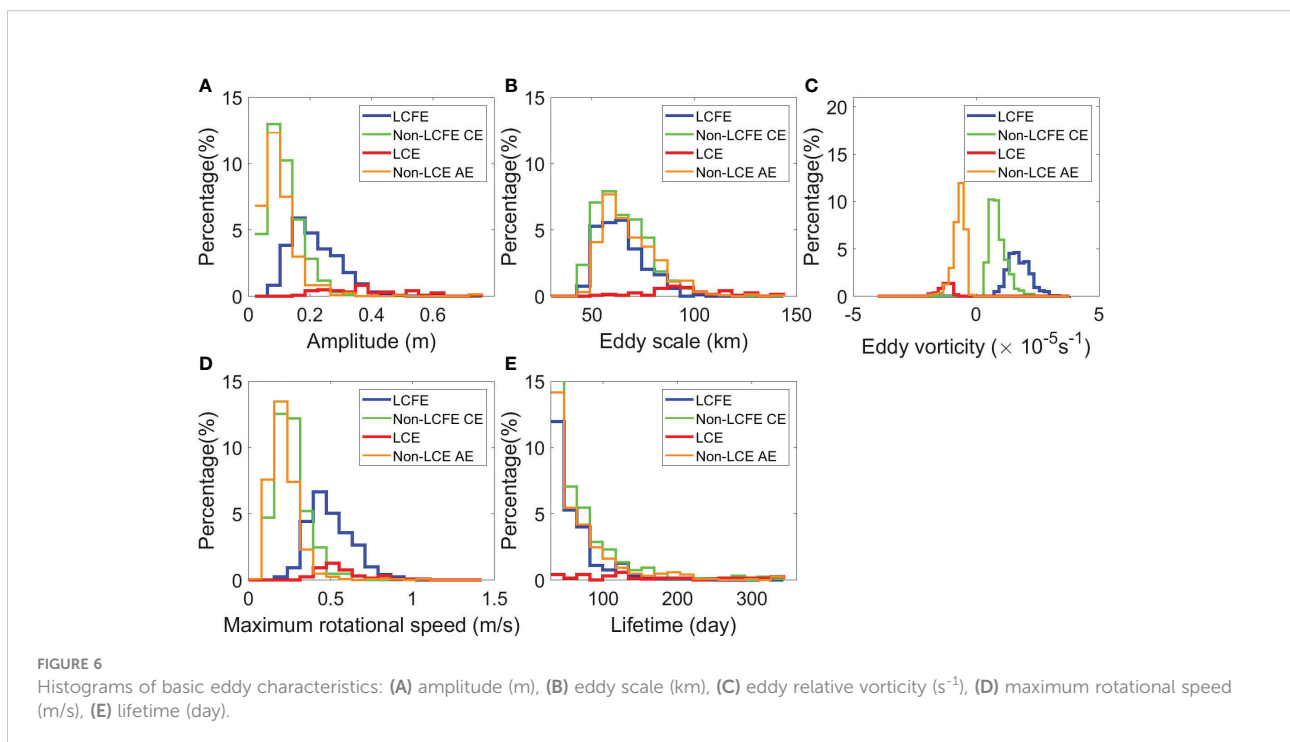 A
15
10
5
0
Percentage(%)
LCFE
Non-LCFE CE
LCE
Non-LCE AE
0 0.2 0.4 0.6
Amplitude (m)
B
15
10
5
0
Percentage(%)
LCFE
Non-LCFE CE
LCE
Non-LCE AE
50 100 150
Eddy scale (km)
C
20
15
10
5
0
Percentage(%)
LCFE
Non-LCFE CE
LCE
Non-LCE AE
-5 0 5
Eddy vorticity (× 10⁻⁵s⁻¹)
D
15
10
5
0
Percentage(%)
LCFE
Non-LCFE CE
LCE
Non-LCE AE
0 0.5 1 1.5
Maximum rotational speed (m/s)
E
15
10
5
0
Percentage(%)
LCFE
Non-LCFE CE
LCE
Non-LCE AE
100 200 300
Lifetime (day)
FIGURE 6
Histograms of basic eddy characteristics: (A) amplitude (m), (B) eddy scale (km), (C) eddy relative vorticity (s⁻¹), (D) maximum rotational speed
(m/s), (E) lifetime (day).